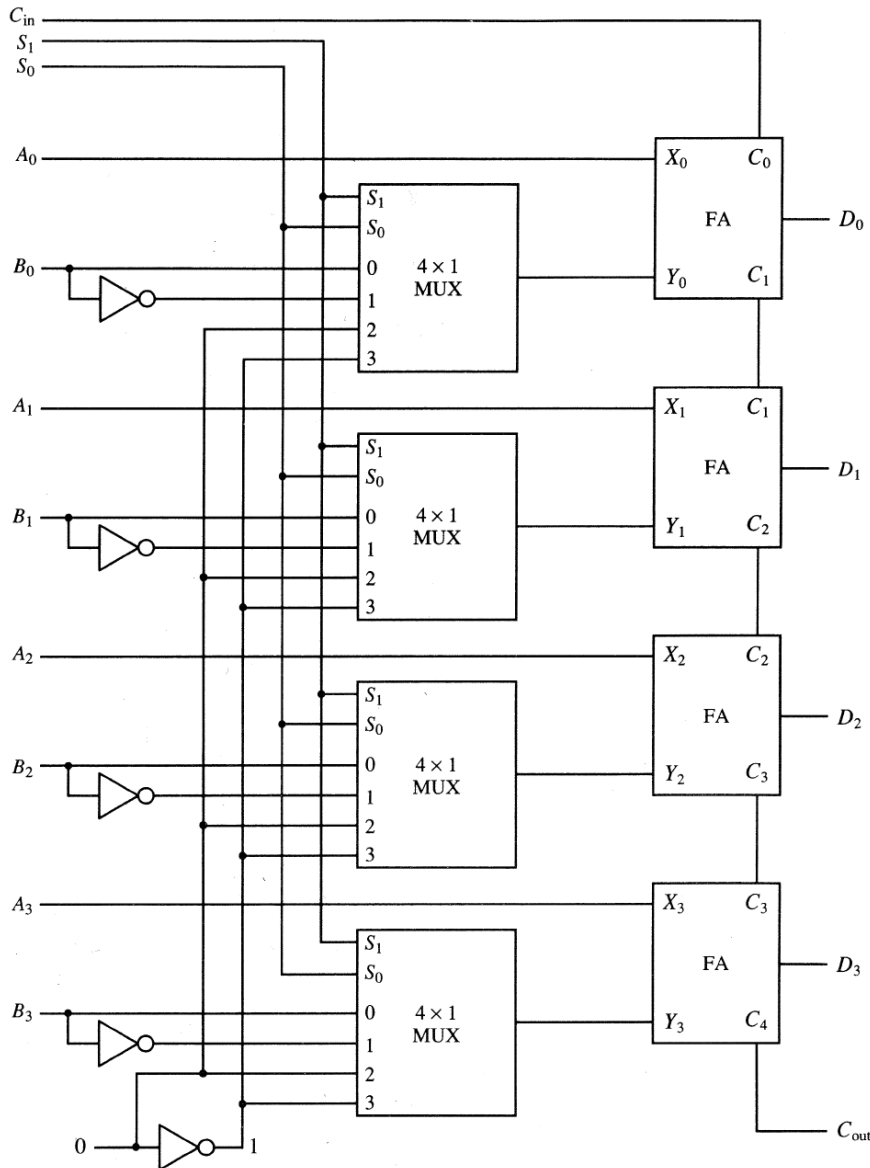 C_in
S_1
S_0
A_0 X_0 C_0
S_1
S_0 FA D_0
B_0 0 4 × 1
MUX Y_0 C_1
1
2
3
A_1 X_1 C_1
S_1
S_0 FA D_1
B_1 0 4 × 1
MUX Y_1 C_2
1
2
3
A_2 X_2 C_2
S_1
S_0 FA D_2
B_2 0 4 × 1
MUX Y_2 C_3
1
2
3
A_3 X_3 C_3
S_1
S_0 FA D_3
B_3 0 4 × 1
MUX Y_3 C_4
1
2
3
0 1 C_out